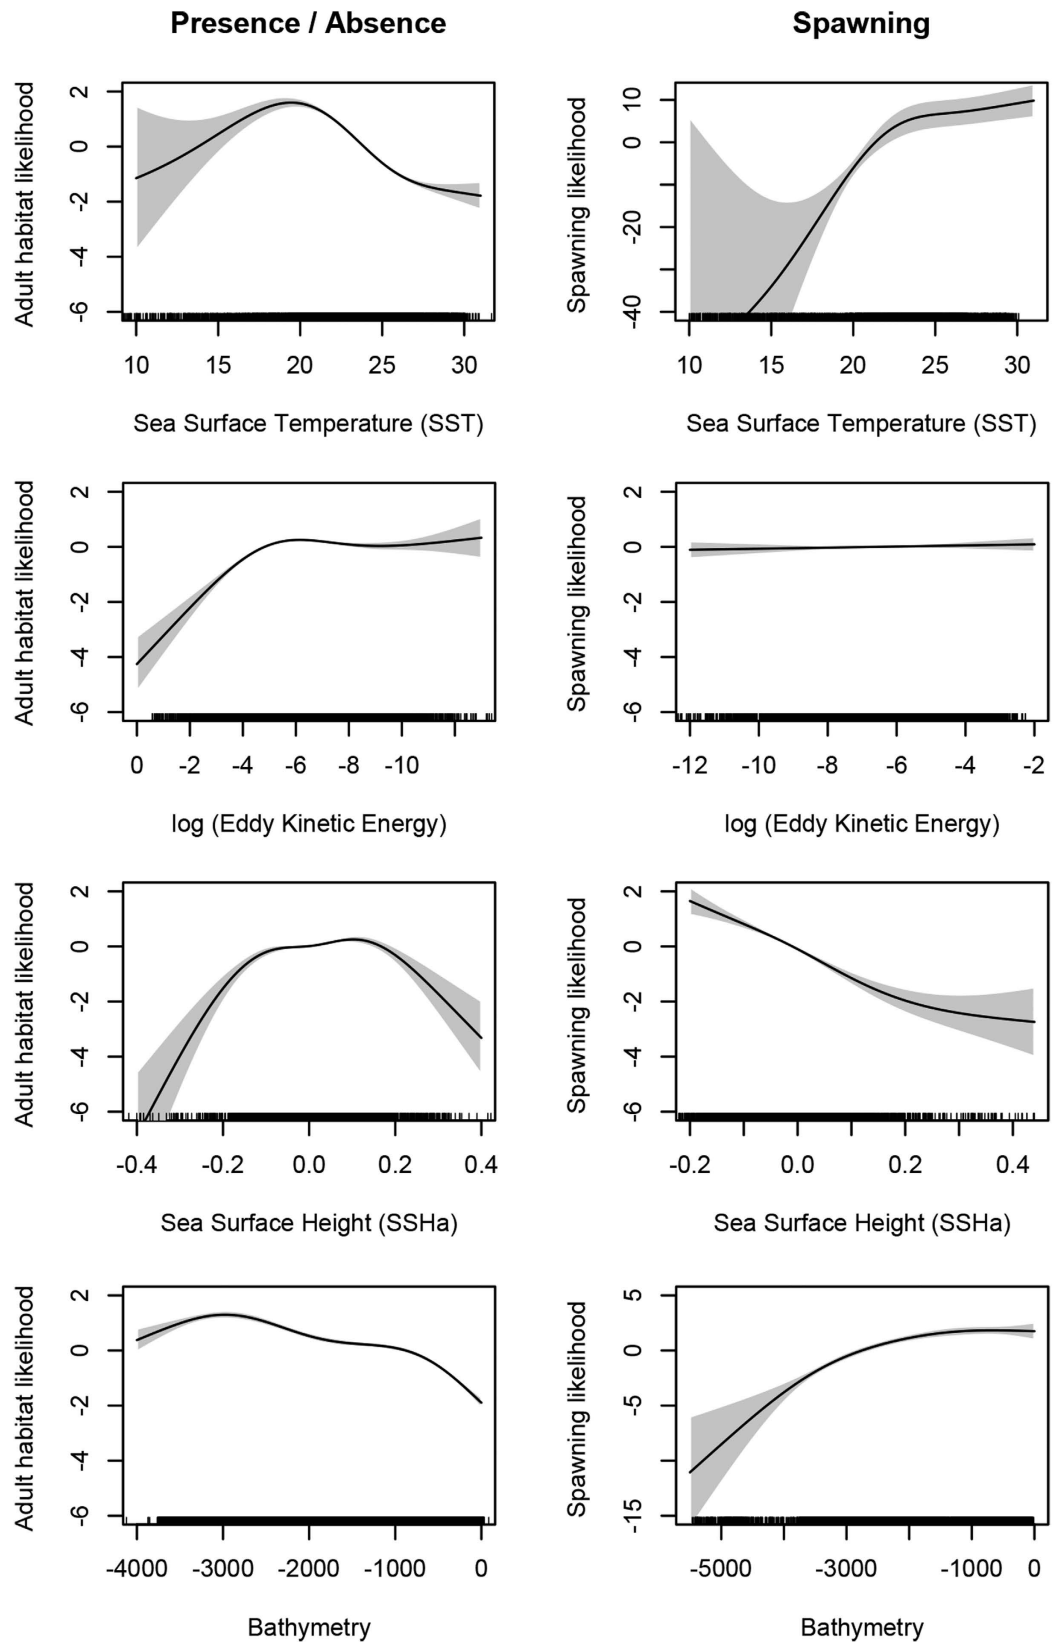 Presence / Absence
Spawning
Adult habitat likelihood
2
0
-2
-4
-6
10 15 20 25 30
Sea Surface Temperature (SST)
Spawning likelihood
10
0
-20
-40
10 15 20 25 30
Sea Surface Temperature (SST)
Adult habitat likelihood
2
0
-2
-4
-6
0 -2 -4 -6 -8 -10
log (Eddy Kinetic Energy)
Spawning likelihood
2
0
-2
-4
-6
-12 -10 -8 -6 -4 -2
log (Eddy Kinetic Energy)
Adult habitat likelihood
2
0
-2
-4
-6
-0.4 -0.2 0.0 0.2 0.4
Sea Surface Height (SSHa)
Spawning likelihood
2
0
-2
-4
-6
-0.2 0.0 0.2 0.4
Sea Surface Height (SSHa)
Adult habitat likelihood
2
0
-2
-4
-6
-4000 -3000 -2000 -1000 0
Bathymetry
Spawning likelihood
5
0
-5
-15
-5000 -3000 -1000 0
Bathymetry